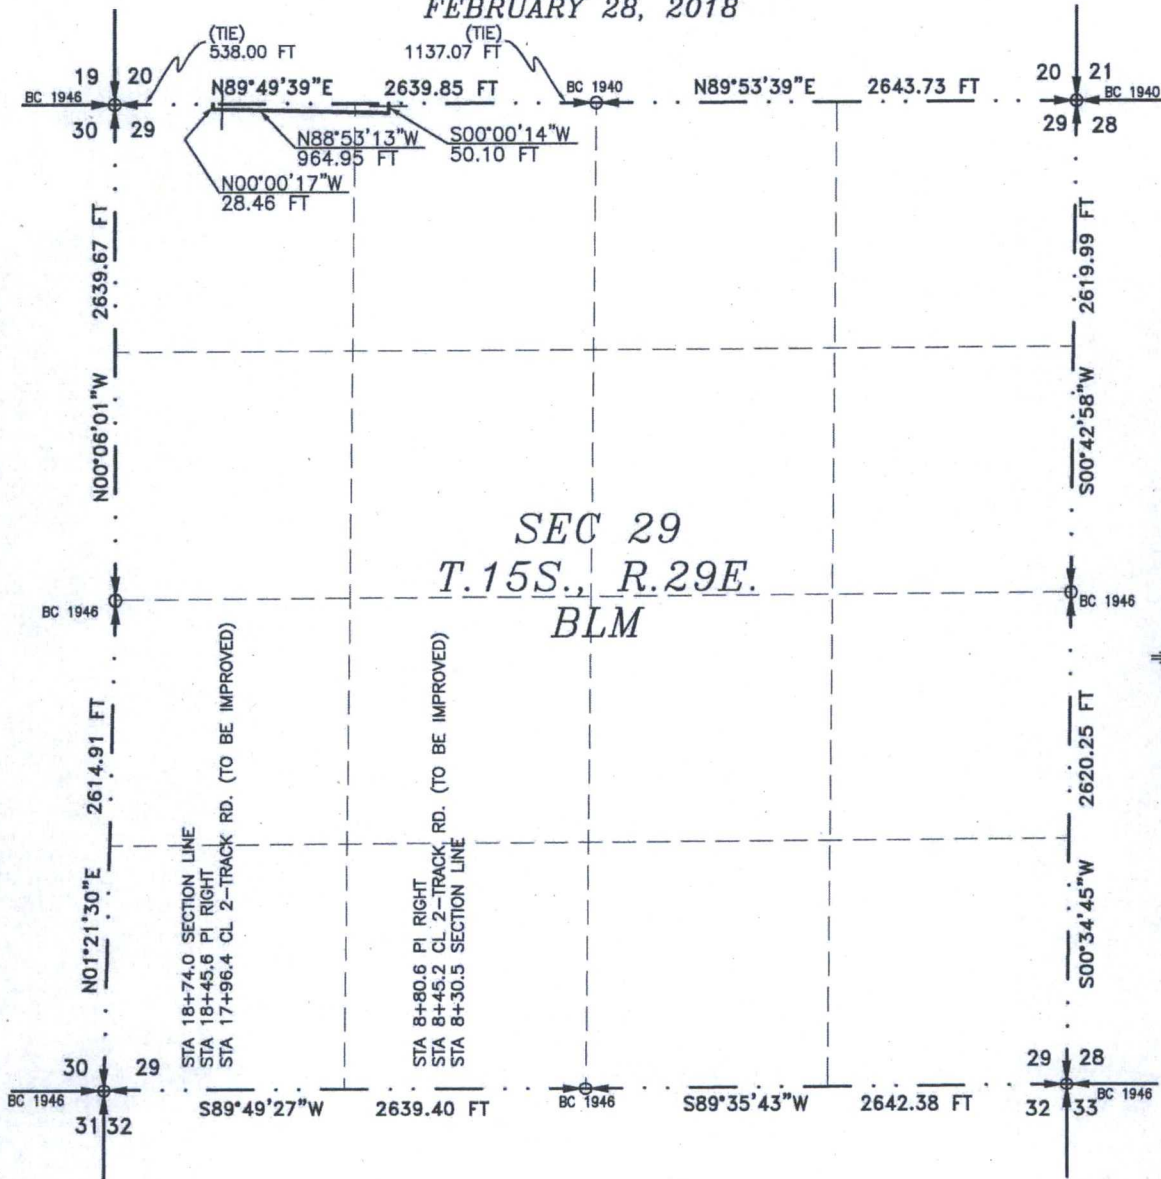 FEBRUARY 28, 2018
(TIE)
538.00 FT
(TIE)
1137.07 FT
19 20
BC 1946
30 29
N89°49'39"E
2639.85 FT
BC 1940
N89°53'39"E
2643.73 FT
20 21
BC 1940
29 28
N88°53'13"W
964.95 FT
S00°00'14"W
50.10 FT
N00°00'17"W
28.46 FT
2639.67 FT
N00°06'01"W
2619.99 FT
S00°42'58"W
SEC 29
T.15S., R.29E.
BLM
BC 1946
BC 1946
2614.91 FT
N01°21'30"E
STA 18+74.0 SECTION LINE
STA 18+45.6 PI RIGHT
STA 17+96.4 CL 2-TRACK RD. (TO BE IMPROVED)
STA 8+80.6 PI RIGHT
STA 8+45.2 CL 2-TRACK RD. (TO BE IMPROVED)
STA 8+30.5 SECTION LINE
2620.25 FT
S00°34'45"W
30 29
BC 1946
31 32
S89°49'27"W
2639.40 FT
BC 1946
S89°35'43"W
2642.38 FT
29 28
BC 1946
32 33